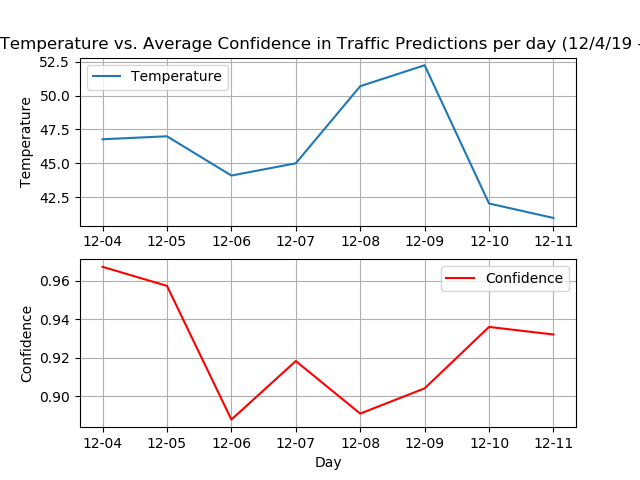 Temperature vs. Average Confidence in Traffic Predictions per day (12/4/19 -
52.5
50.0
47.5
45.0
42.5
Temperature
Temperature
12-04 12-05 12-06 12-07 12-08 12-09 12-10 12-11
0.96
0.94
0.92
0.90
Confidence
Confidence
12-04 12-05 12-06 12-07 12-08 12-09 12-10 12-11
Day